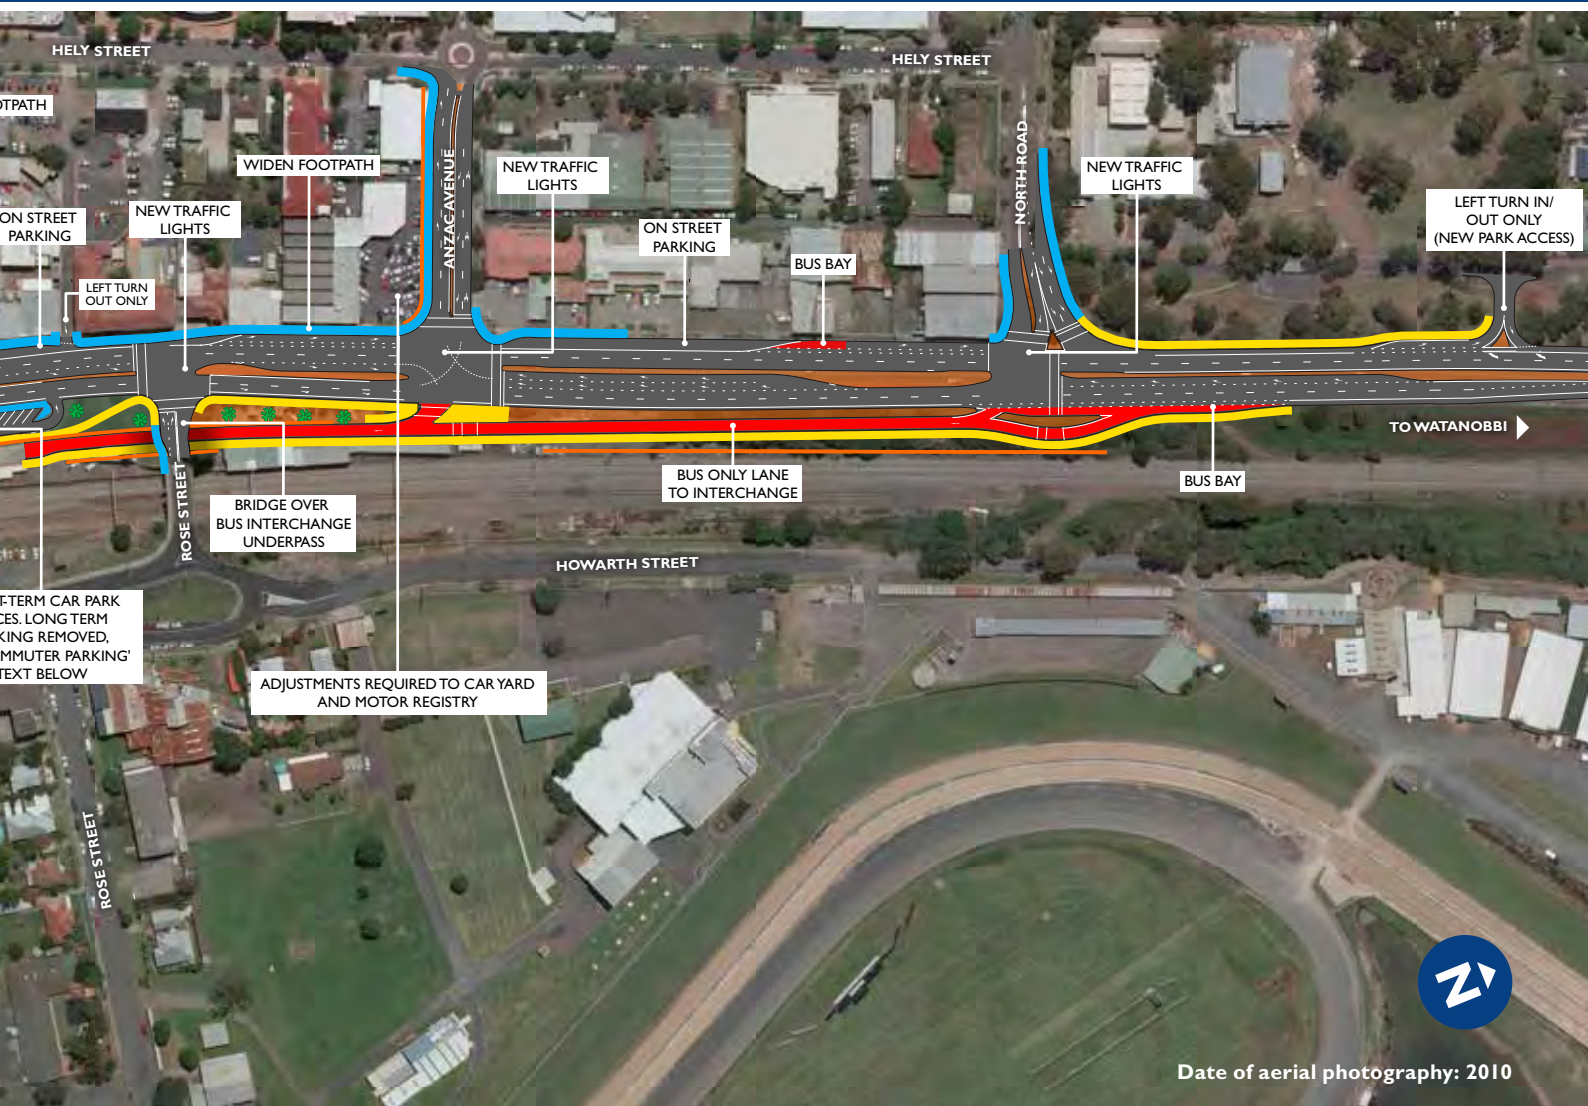 HELY STREET
HELY STREET
WIDEN FOOTPATH
ANZAC AVENUE
NEW TRAFFIC
LIGHTS
NORTH ROAD
NEW TRAFFIC
LIGHTS
LEFT TURN IN/
OUT ONLY
(NEW PARK ACCESS)
ON STREET
PARKING
NEW TRAFFIC
LIGHTS
ON STREET
PARKING
BUS BAY
LEFT TURN
OUT ONLY
TO WATANOBBI
BUS ONLY LANE
TO INTERCHANGE
BUS BAY
ROSE STREET
BRIDGE OVER
BUS INTERCHANGE
UNDERPASS
HOWARTH STREET
T-TERM CAR PARK
CES. LONG TERM
KING REMOVED,
MMUTER PARKING'
TEXT BELOW
ADJUSTMENTS REQUIRED TO CAR YARD
AND MOTOR REGISTRY
ROSE STREET
N
Date of aerial photography: 2010